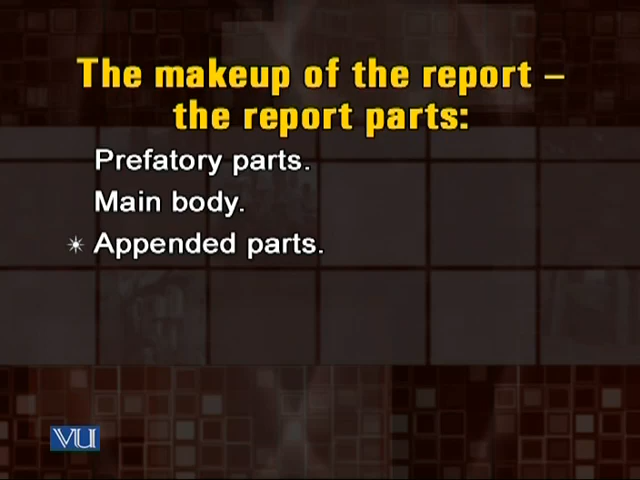 The makeup of the report –
the report parts:
Prefatory parts.
Main body.
Appended parts.
VU